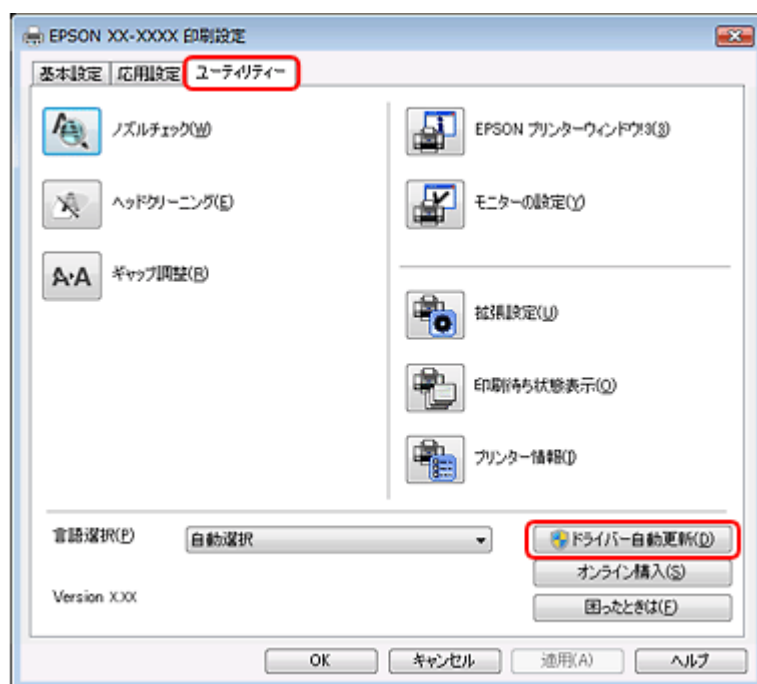 EPSON XX-XXXX 印刷設定
基本設定 応用設定 ユーティリティー
ノズルチェック(W)
ヘッドクリーニング(E)
A›A ギャップ調整(R)
EPSON プリンターウィンドウ!3(S)
モニターの設定(Y)
拡張設定(U)
印刷待ち状態表示(O)
プリンター情報(I)
言語選択(P) 自動選択
ドライバー自動更新(D)
オンライン購入(S)
Version X.XX
困ったときは(F)
OK キャンセル 適用(A) ヘルプ